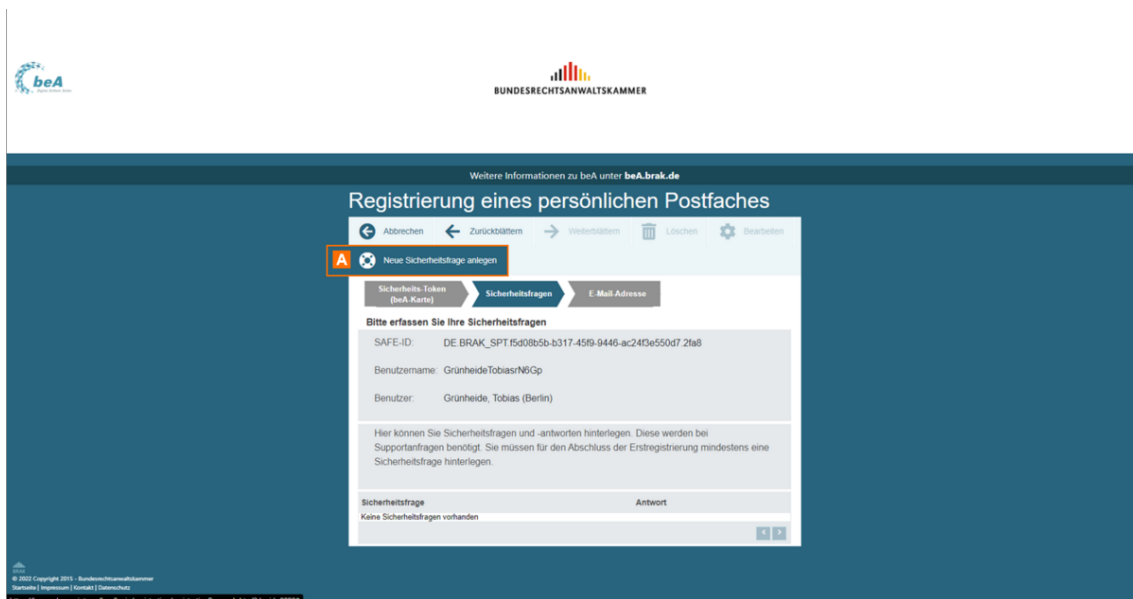 beA
BUNDESRECHTSANWALTSKAMMER
Weitere Informationen zu beA unter beA.brak.de
Registrierung eines persönlichen Postfaches
Abbrechen Zurückblättern Weiterblättern Löschen Bearbeiten
A Neue Sicherheitsfrage anlegen
Sicherheits-Token
(beA-Karte)
Sicherheitsfragen
E-Mail-Adresse
Bitte erfassen Sie Ihre Sicherheitsfragen
SAFE-ID: DE.BRAK_SPT.f5d08b5b-b317-45f9-9446-ac24f3e550d7.2fa8
Benutzername: GrünheideTobiasrN6Gp
Benutzer: Grünheide, Tobias (Berlin)
Hier können Sie Sicherheitsfragen und -antworten hinterlegen. Diese werden bei
Supportanfragen benötigt. Sie müssen für den Abschluss der Erstregistrierung mindestens eine
Sicherheitsfrage hinterlegen.
Sicherheitsfrage Antwort
Keine Sicherheitsfragen vorhanden
BRAK
© 2022 Copyright 2015 - Bundesrechtsanwaltskammer
Startseite | Impressum | Kontakt | Datenschutz